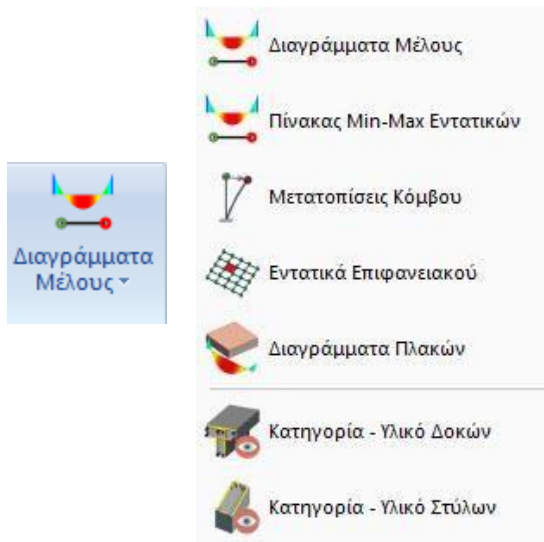 Διαγράμματα
Μέλους
Διαγράμματα Μέλους
Πίνακας Min-Max Εντατικών
Μετατοπίσεις Κόμβου
Εντατικά Επιφανειακού
Διαγράμματα Πλακών
Κατηγορία - Υλικό Δοκών
Κατηγορία - Υλικό Στύλων